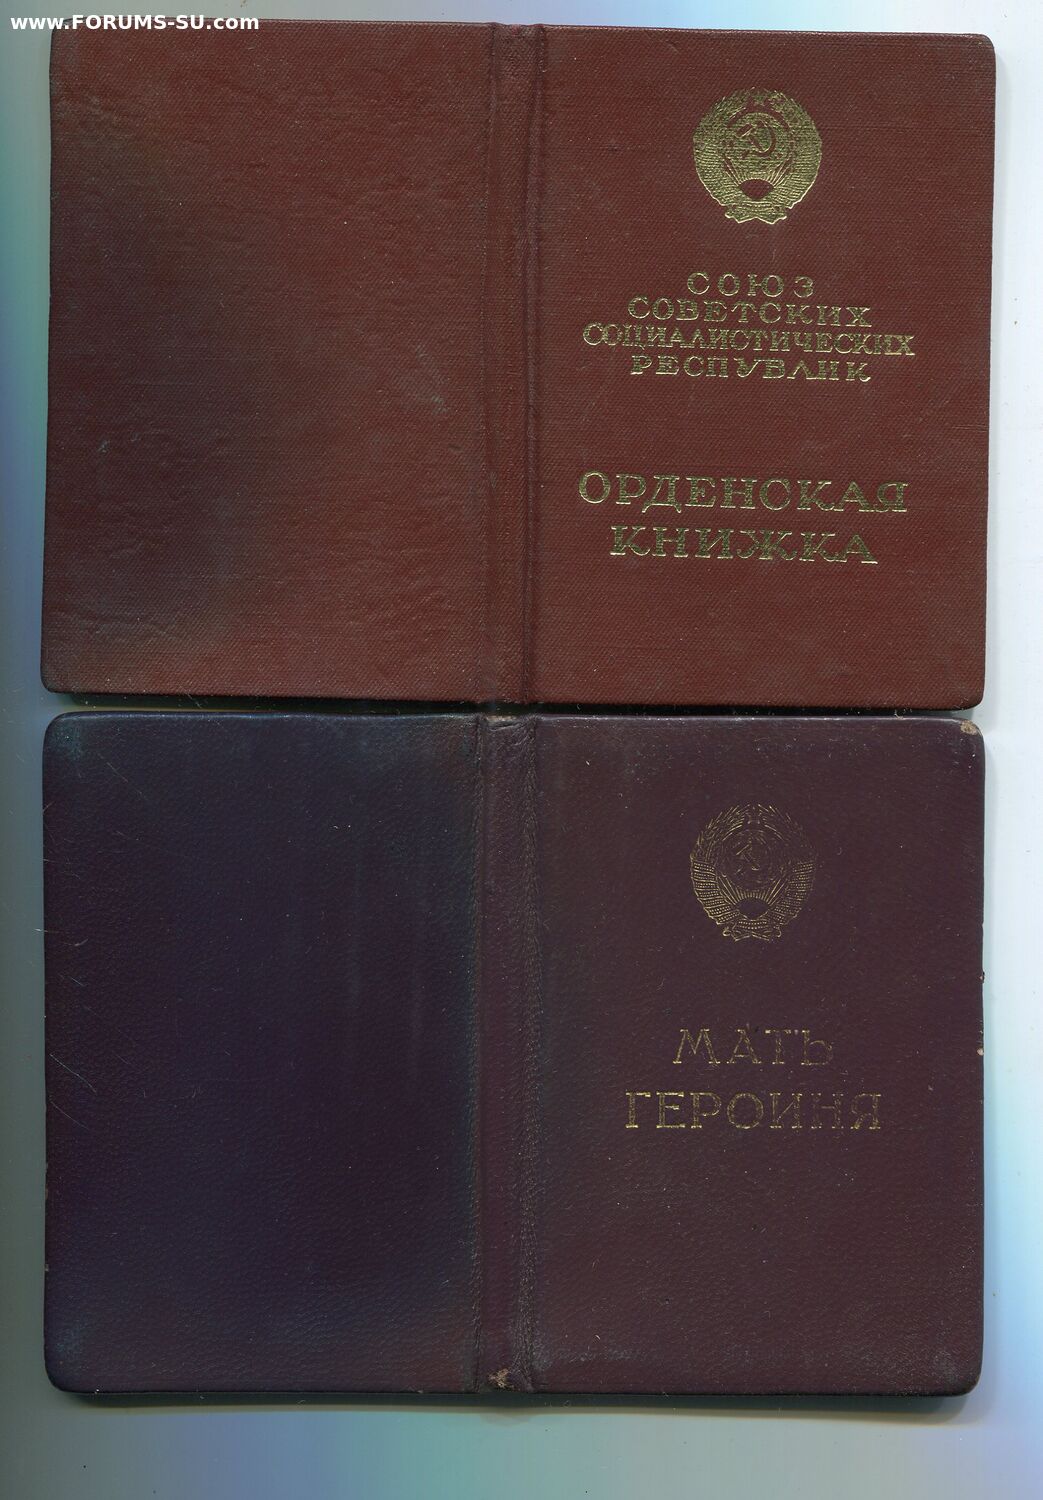 www.FORUMS-SU.com
СОЮЗ
СОВЕТСКИХ
СОЦИАЛИСТИЧЕСКИХ
РЕСПУБЛИК
ОРДЕНСКАЯ
КНИЖКА
МАТЬ
ГЕРОИНЯ